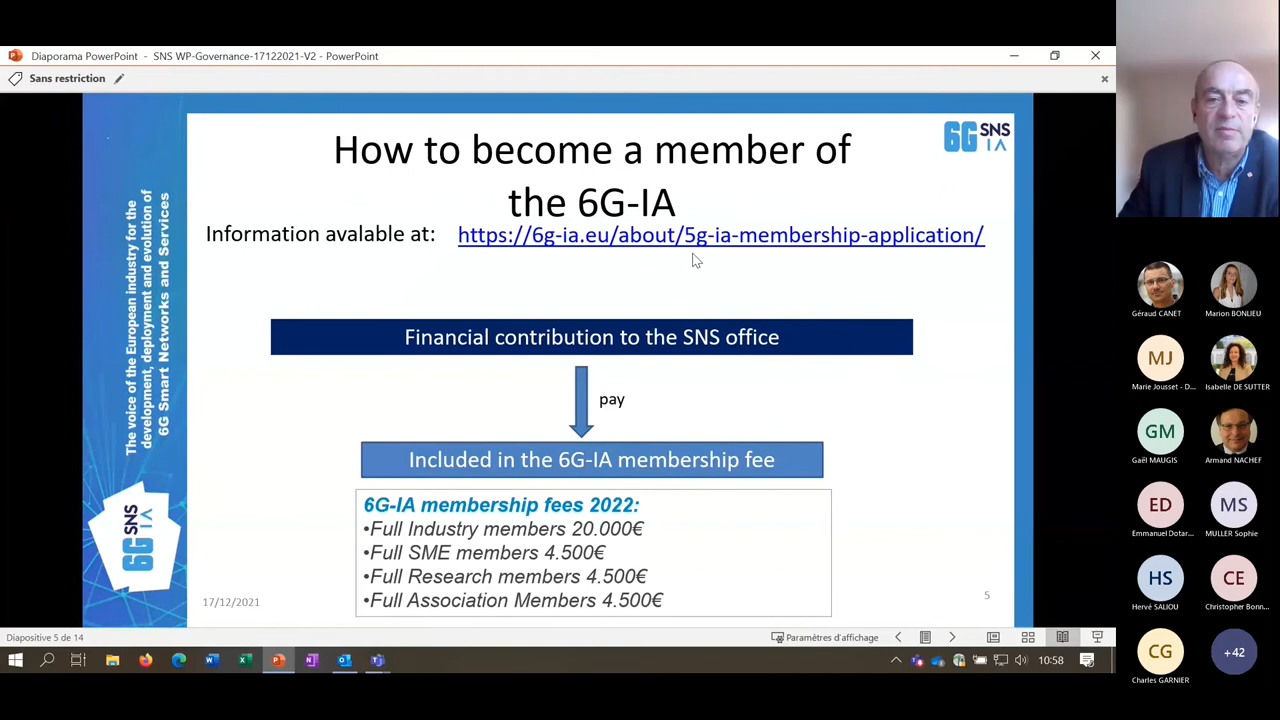 Diaporama PowerPoint - SNS WP-Governance-17122021-V2 - PowerPoint
Sans restriction
The voice of the European industry for the
development, deployment and evolution of
6G Smart Networks and Services
6G SNS IA
How to become a member of
the 6G-IA
6G SNS IA
Information avalable at: https://6g-ia.eu/about/5g-ia-membership-application/
Financial contribution to the SNS office
pay
Included in the 6G-IA membership fee
6G-IA membership fees 2022:
•Full Industry members 20.000€
•Full SME members 4.500€
•Full Research members 4.500€
•Full Association Members 4.500€
17/12/2021
5
Diapositive 5 de 14
Paramètres d'affichage
10:58
Géraud CANET
Marion BONLIEU
MJ
Marie Jousset - D...
Isabelle DE SUTTER
GM
Gaël MAUGIS
Armand NACHEF
ED
Emmanuel Dotar...
MS
MULLER Sophie
HS
Hervé SALIOU
CE
Christopher Bonn...
CG
Charles GARNIER
+42